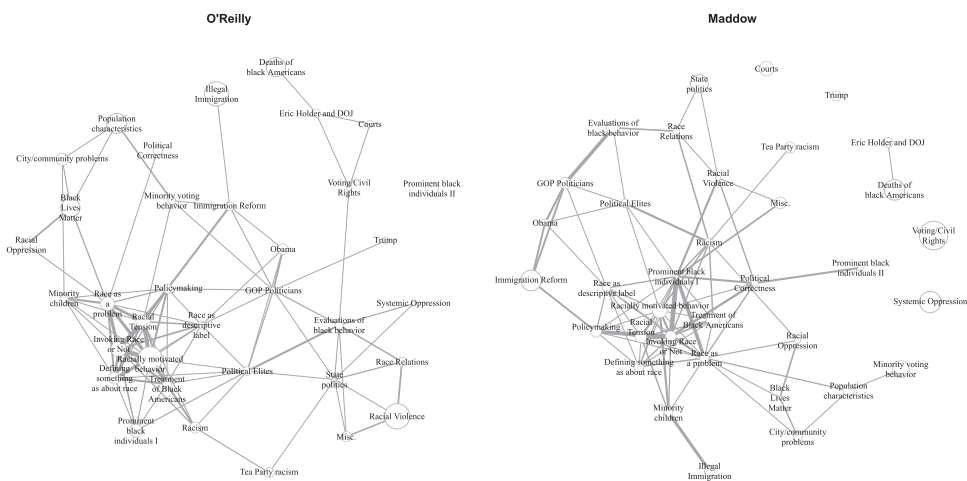 O'Reilly
Deaths of
black Americans
Illegal
Immigration
Eric Holder and DOJ
Courts
Population
characteristics
Political
Correctness
City/community problems
Voting/Civil
Rights
Prominent black
individuals II
Minority voting
behavior
Immigration Reform
Black
Lives
Matter
Racial
Oppression
Obama
Trump
Minority
children
Race as
a
problem
Policymaking
GOP Politicians
Systemic Oppression
Racial
Tension
Race as
descriptive
label
Evaluations of
black behavior
Invoking Race
or Not
Racially motivated
behavior
Defining
something
as about race
Treatment
of Black
Americans
Political Elites
Race Relations
State
politics
Prominent
black
individuals I
Racism
Racial Violence
Misc.
Tea Party racism
Maddow
Courts
State
politics
Trump
Evaluations of
black behavior
Race
Relations
Tea Party racism
Eric Holder and DOJ
GOP Politicians
Racial
Violence
Deaths of
black Americans
Political Elites
Misc.
Obama
Voting/Civil
Rights
Racism
Immigration Reform
Prominent black
individuals I
Political
Correctness
Prominent black
individuals II
Race as
descriptive label
Systemic Oppression
Racially motivated behavior
Treatment of
Black Americans
Policymaking
Racial
Tension
Invoking Race
or Not
Racial
Oppression
Defining something
as about race
Race as
a problem
Minority voting
behavior
Black
Lives
Matter
Population
characteristics
Minority
children
City/community
problems
Illegal
Immigration